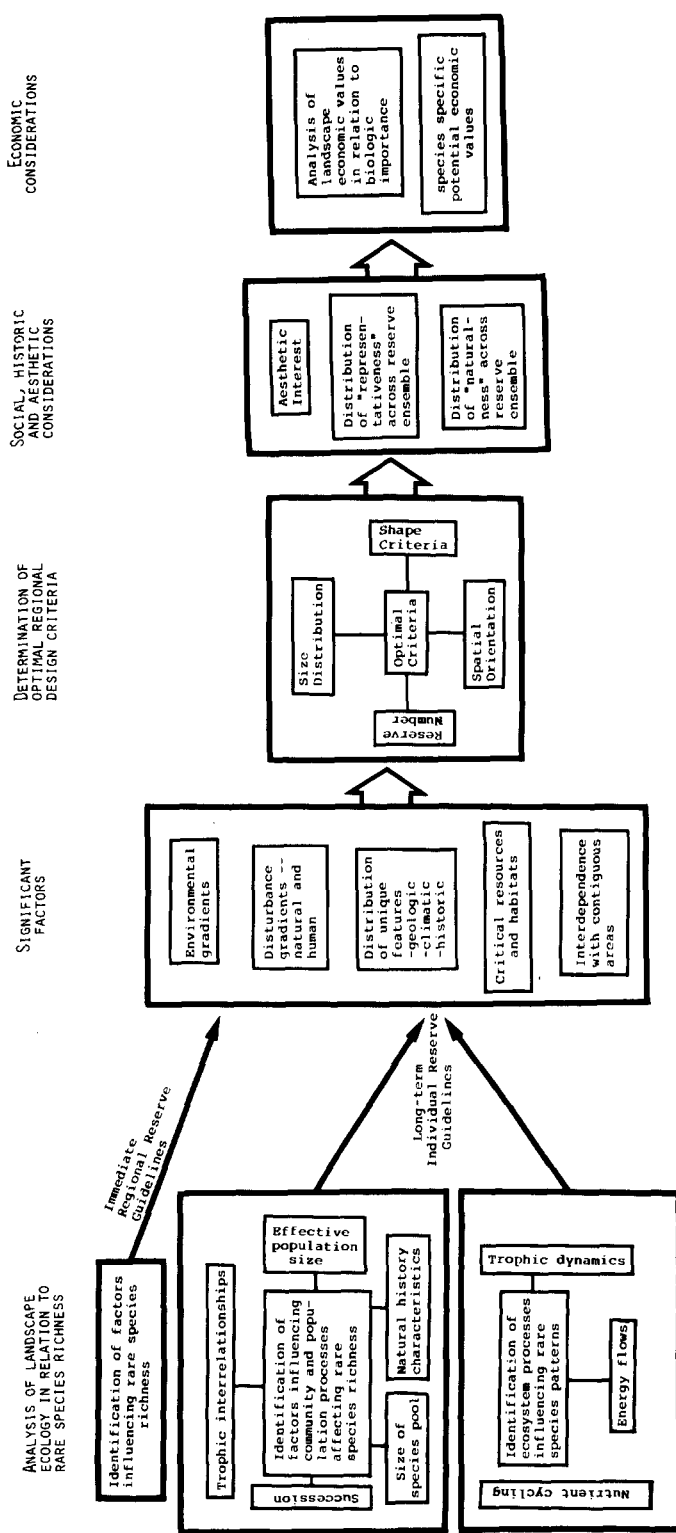 ANALYSIS OF LANDSCAPE
ECOLOGY IN RELATION TO
RARE SPECIES RICHNESS
Identification of factors
influencing rare species
richness
Immediate
Regional Reserve
Guidelines
Trophic interrelationships
Effective
population
size
Identification of
factors influencing
community and popu-
lation processes
affecting rare
species richness
Succession
Size of
species pool
Natural history
characteristics
Long-term
Individual Reserve
Guidelines
Trophic dynamics
Identification of
ecosystem processes
influencing rare
species patterns
Nutrient cycling
Energy flows
SIGNIFICANT
FACTORS
Environmental
gradients
Disturbance
gradients --
natural and
human
Distribution
of unique
features
-geologic
-climatic
-historic
Critical resources
and habitats
Interdependence
with contiguous
areas
DETERMINATION OF
OPTIMAL REGIONAL
DESIGN CRITERIA
Size
Distribution
Shape
Criteria
Optimal
Criteria
Reserve
Number
Spatial
Orientation
SOCIAL, HISTORIC
AND AESTHETIC
CONSIDERATIONS
Aesthetic
Interest
Distribution
of "represen-
tativeness"
across reserve
ensemble
Distribution
of "natural-
ness" across
reserve
ensemble
ECONOMIC
CONSIDERATIONS
Analysis of
landscape
economic values
in relation to
biologic
importance
species specific
potential economic
values